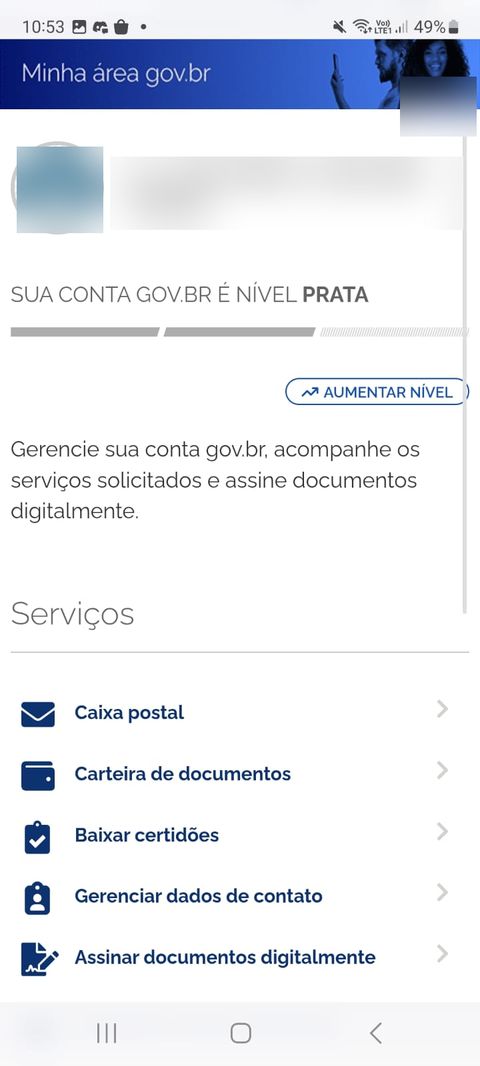 10:53
Vo)) LTE1 49%
Minha área gov.br
SUA CONTA GOV.BR É NÍVEL PRATA
AUMENTAR NÍVEL
Gerencie sua conta gov.br, acompanhe os
serviços solicitados e assine documentos
digitalmente.
Serviços
Caixa postal
Carteira de documentos
Baixar certidões
Gerenciar dados de contato
Assinar documentos digitalmente